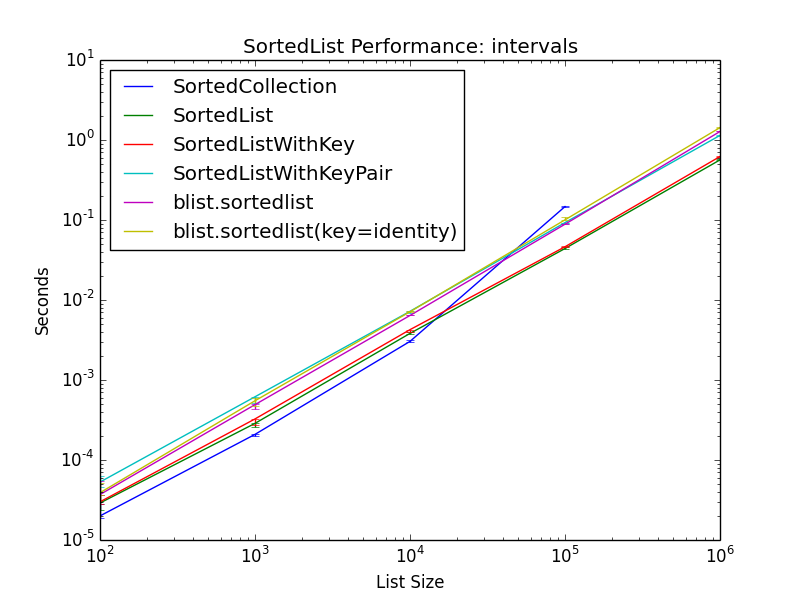 SortedList Performance: intervals
10^1
10^0
10^-1
10^-2
10^-3
10^-4
10^-5
Seconds
SortedCollection
SortedList
SortedListWithKey
SortedListWithKeyPair
blist.sortedlist
blist.sortedlist(key=identity)
10^2 10^3 10^4 10^5 10^6
List Size